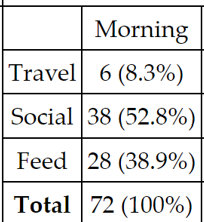 Morning
Travel 6 (8.3%)
Social 38 (52.8%)
Feed 28 (38.9%)
Total 72 (100%)